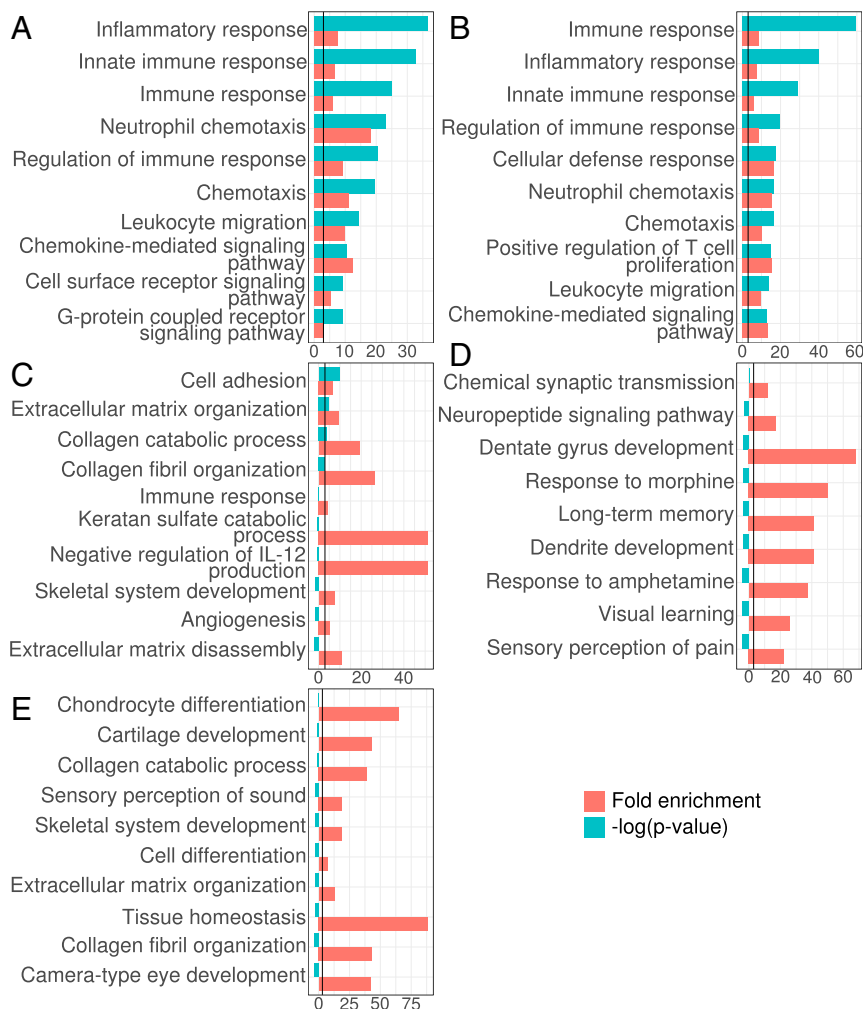 A
Inflammatory response
Innate immune response
Immune response
Neutrophil chemotaxis
Regulation of immune response
Chemotaxis
Leukocyte migration
Chemokine-mediated signaling
pathway
Cell surface receptor signaling
pathway
G-protein coupled receptor
signaling pathway
0 10 20 30
B
Immune response
Inflammatory response
Innate immune response
Regulation of immune response
Cellular defense response
Neutrophil chemotaxis
Chemotaxis
Positive regulation of T cell
proliferation
Leukocyte migration
Chemokine-mediated signaling
pathway
0 20 40 60
C
Cell adhesion
Extracellular matrix organization
Collagen catabolic process
Collagen fibril organization
Immune response
Keratan sulfate catabolic
process
Negative regulation of IL-12
production
Skeletal system development
Angiogenesis
Extracellular matrix disassembly
0 20 40
D
Chemical synaptic transmission
Neuropeptide signaling pathway
Dentate gyrus development
Response to morphine
Long-term memory
Dendrite development
Response to amphetamine
Visual learning
Sensory perception of pain
0 20 40 60
E
Chondrocyte differentiation
Cartilage development
Collagen catabolic process
Sensory perception of sound
Skeletal system development
Cell differentiation
Extracellular matrix organization
Tissue homeostasis
Collagen fibril organization
Camera-type eye development
0 25 50 75
Fold enrichment
-log(p-value)